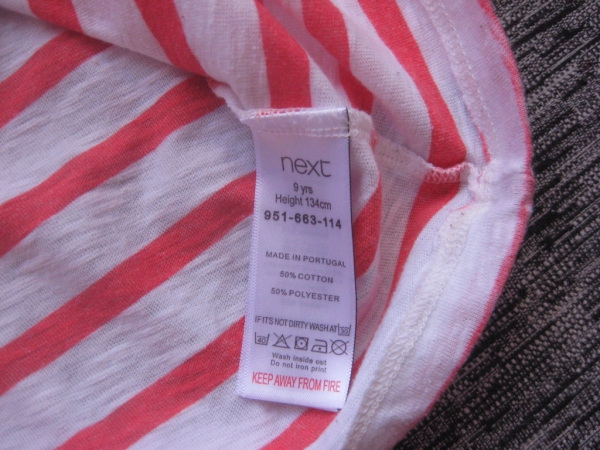 next
9 yrs
Height 134cm
951-663-114
MADE IN PORTUGAL
50% COTTON
50% POLYESTER
IF ITS NOT DIRTY WASH AT 30
40
Wash inside out
Do not iron print
KEEP AWAY FROM FIRE